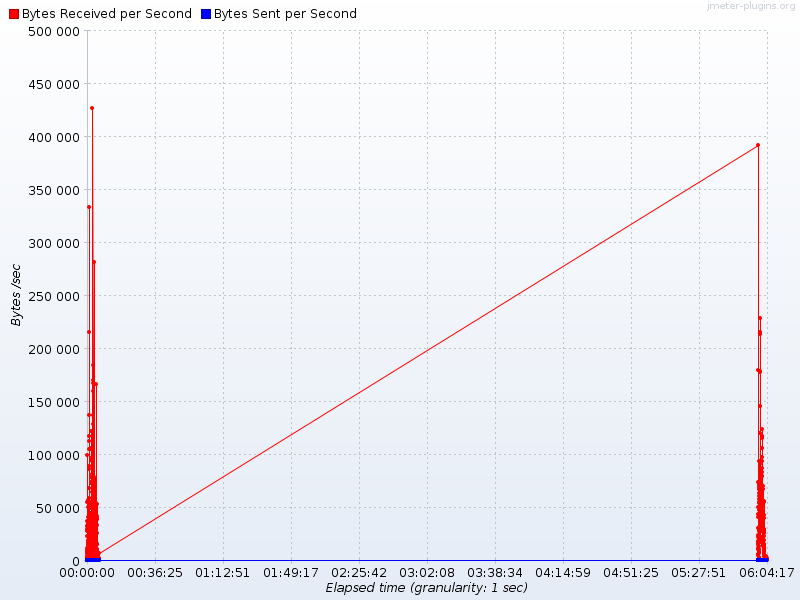 Bytes Received per Second Bytes Sent per Second
jmeter-plugins.org
500 000
450 000
400 000
350 000
300 000
250 000
200 000
150 000
100 000
50 000
0
Bytes /sec
00:00:00 00:36:25 01:12:51 01:49:17 02:25:42 03:02:08 03:38:34 04:14:59 04:51:25 05:27:51 06:04:17
Elapsed time (granularity: 1 sec)